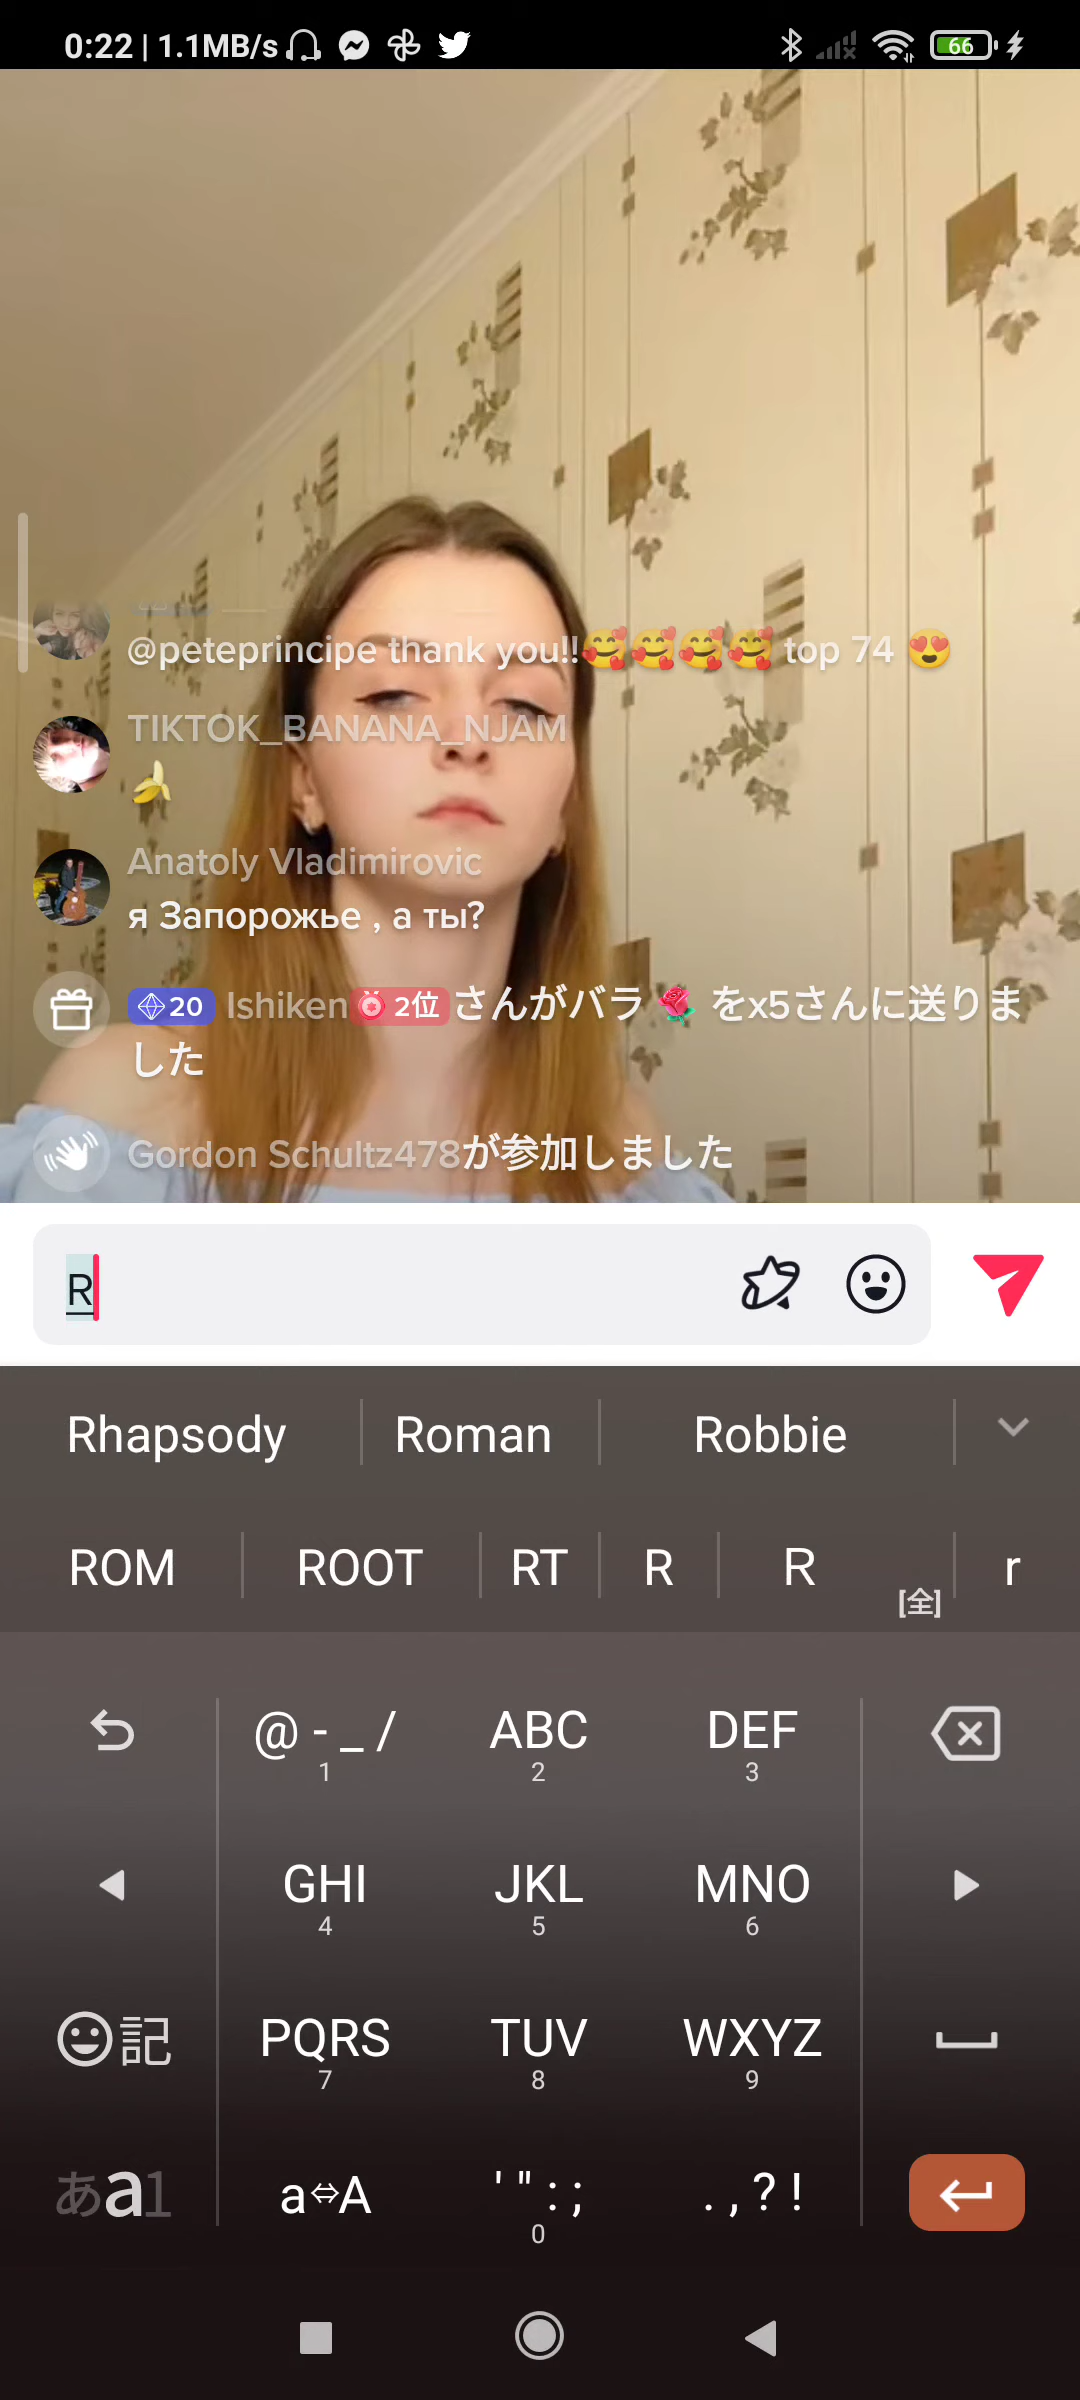 0:22 | 1.1MB/s
66
@peteprincipe thank you!!🥰🥰🥰🥰 top 74 😍
TIKTOK_BANANA_NJAM
🍌
Anatoly Vladimirovic
я Запорожье , а ты?
20 Ishiken 2位さんがバラ🌹 をx5さんに送りま
した
Gordon Schultz478が参加しました
R
Rhapsody Roman Robbie
ROM ROOT RT R R [全] r
@ - _ / ABC DEF
1 2 3
GHI JKL MNO
4 5 6
記 PQRS TUV WXYZ
7 8 9
あa1 a⇔A ' " : ; . , ? !
0